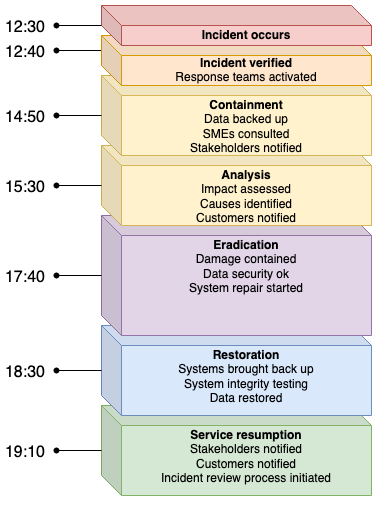 12:30
Incident occurs
12:40
Incident verified
Response teams activated
14:50
Containment
Data backed up
SMEs consulted
Stakeholders notified
15:30
Analysis
Impact assessed
Causes identified
Customers notified
17:40
Eradication
Damage contained
Data security ok
System repair started
18:30
Restoration
Systems brought back up
System integrity testing
Data restored
19:10
Service resumption
Stakeholders notified
Customers notified
Incident review process initiated